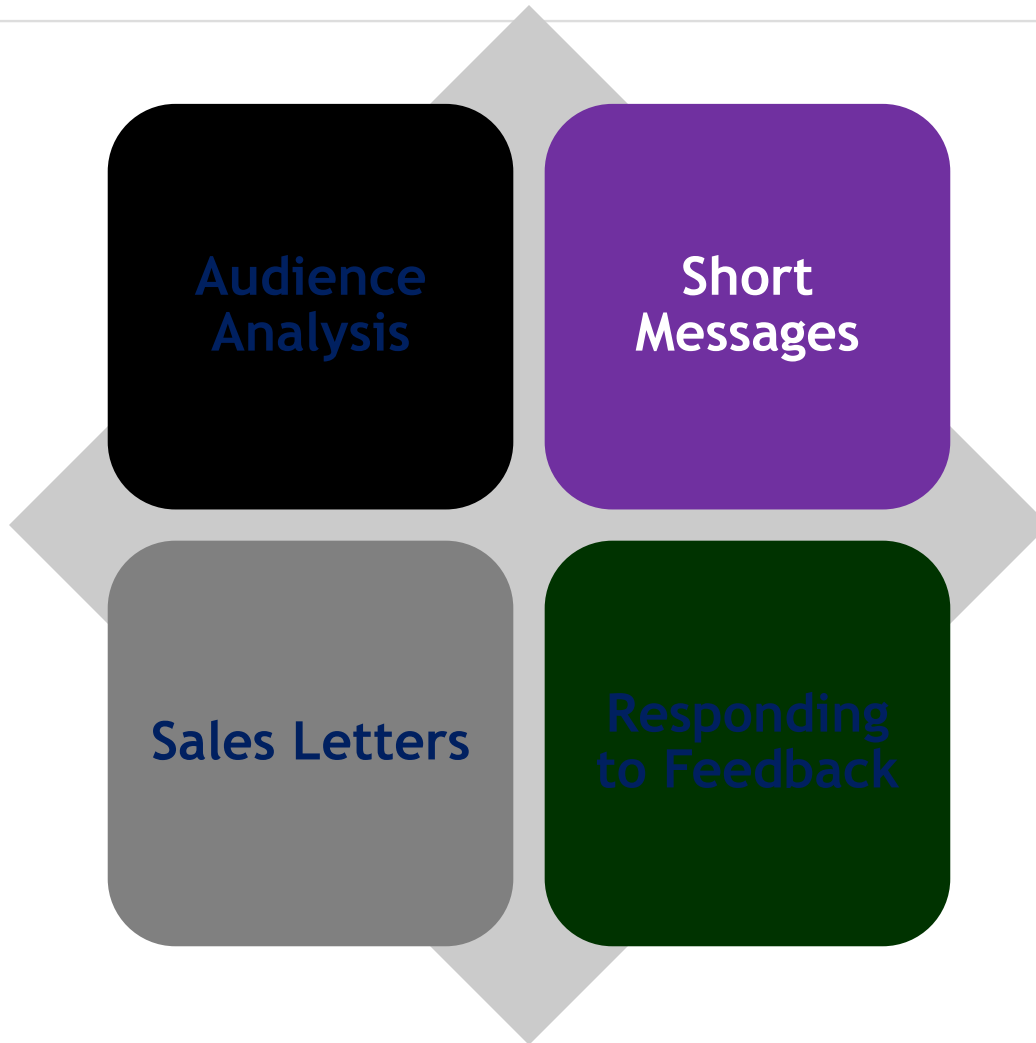 Audience
Analysis
Short
Messages
Sales Letters
Responding
to Feedback